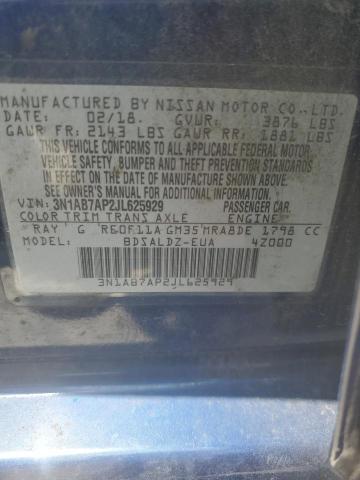 MANUFACTURED BY NISSAN MOTOR CO., LTD.
DATE: 02/18. GVWR: 3876 LBS
GAWR FR: 2143 LBS GAWR RR: 1881 LBS
THIS VEHICLE CONFORMS TO ALL APPLICABLE FEDERAL MOTOR
VEHICLE SAFETY, BUMPER AND THEFT PREVENTION STANDARDS
IN EFFECT ON THE DATE OF MANUFACTURE SHOWN ABOVE.
SEE OWNER'S MANUAL FOR ADDITIONAL INFORMATION.
VIN: 3N1AB7AP2JL625929 PASSENGER CAR.
COLOR TRIM TRANS AXLE ENGINE
RAY G RE0F11A GM35 MRA8DE 1798 CC
MODEL: BDSALDZ-EUA 4Z000
3N1AB7AP2JL625929